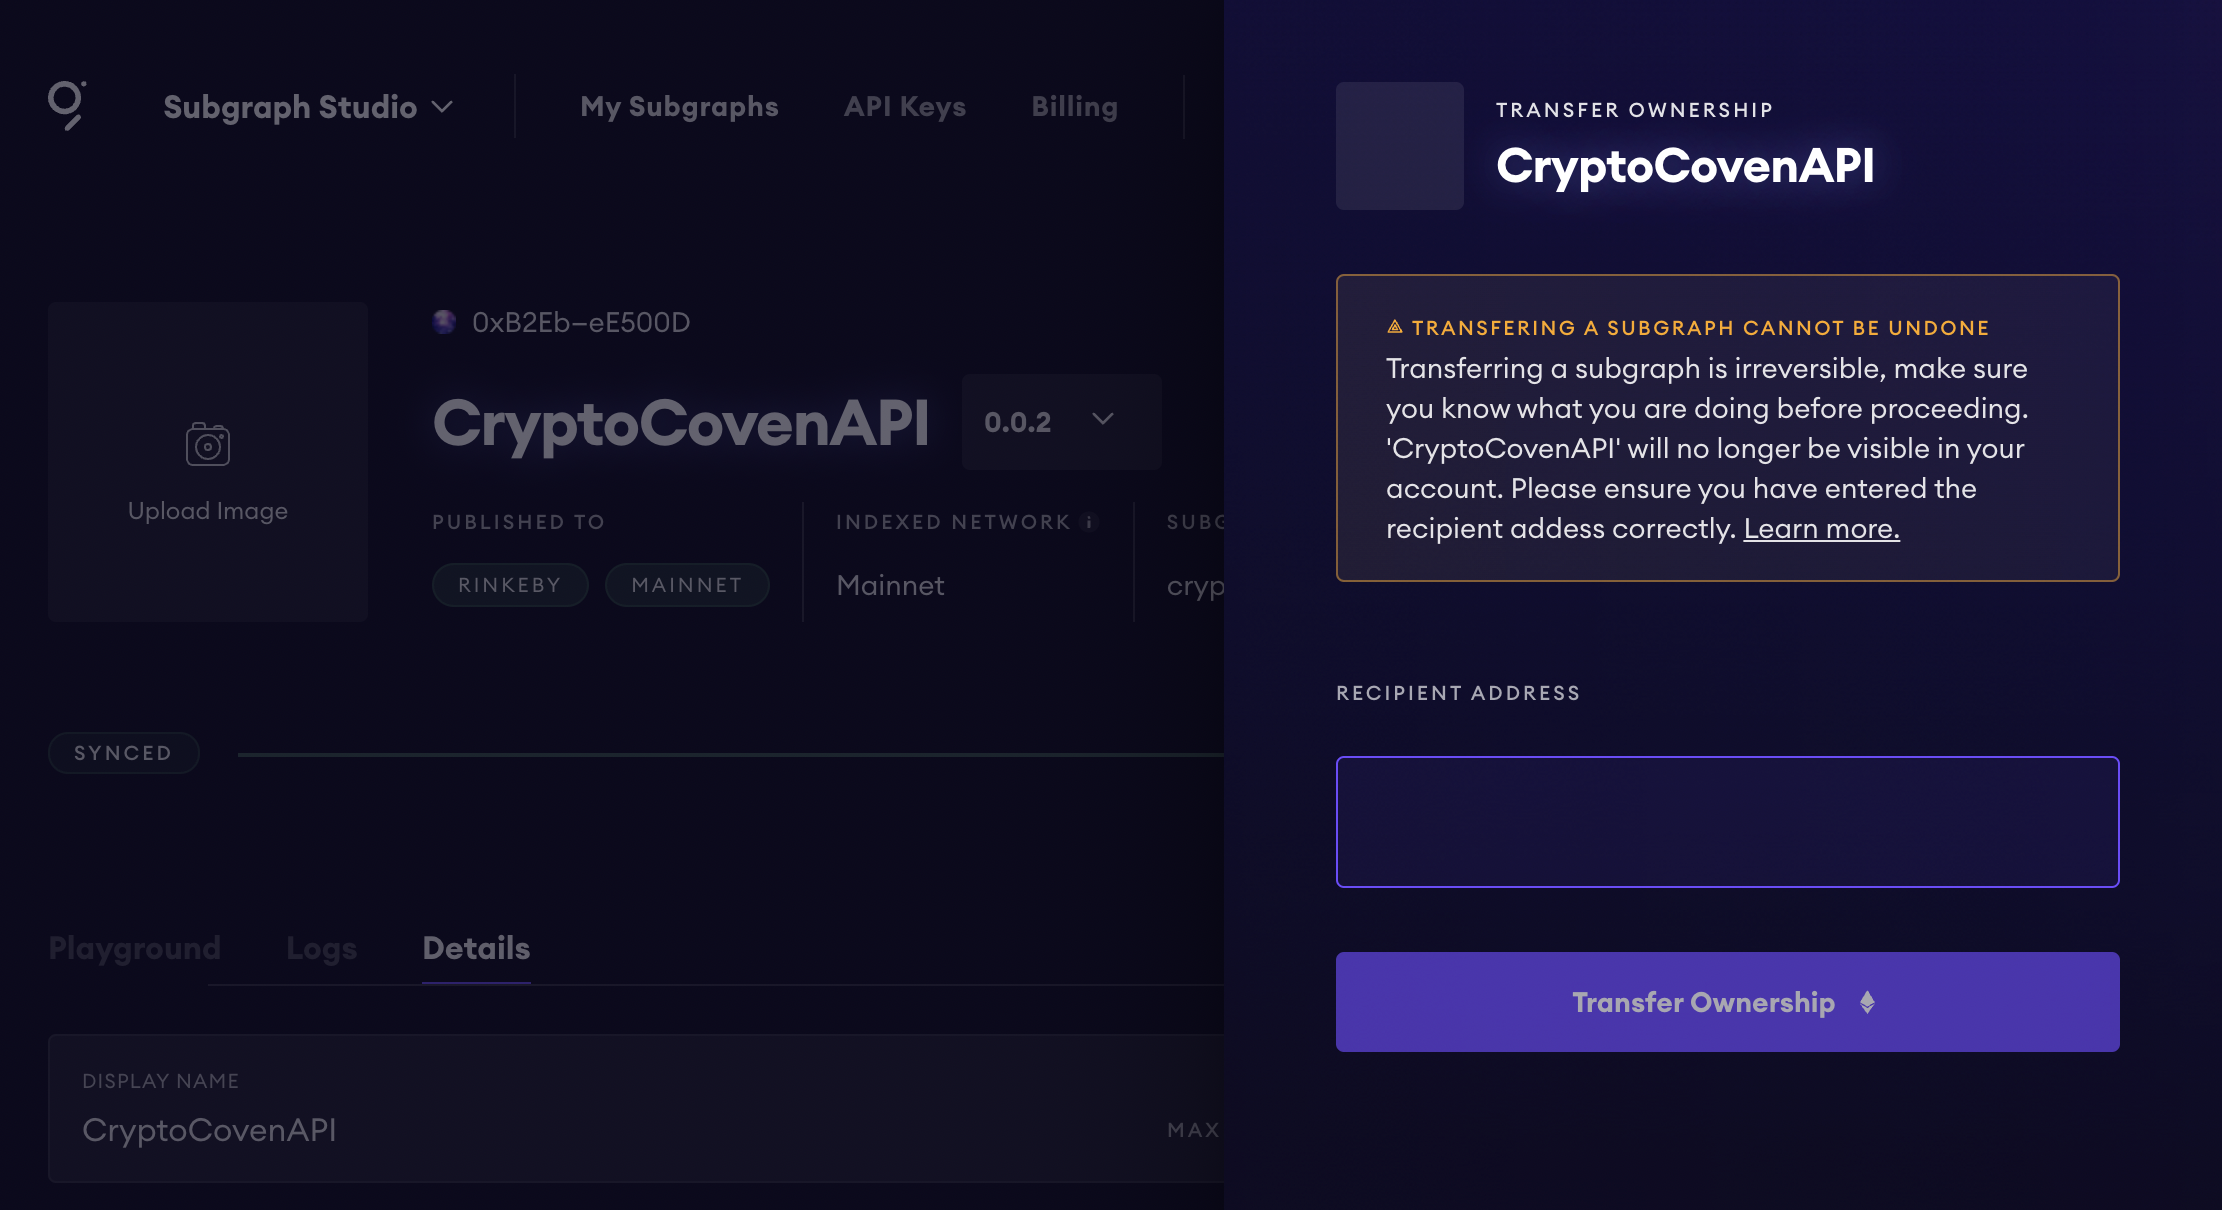 Subgraph Studio
My Subgraphs
API Keys
Billing
0xB2Eb—eE500D
CryptoCovenAPI
0.0.2
Upload Image
PUBLISHED TO
RINKEBY
MAINNET
INDEXED NETWORK
Mainnet
SUBG
cryp
SYNCED
Playground
Logs
Details
DISPLAY NAME
CryptoCovenAPI
MAX
TRANSFER OWNERSHIP
CryptoCovenAPI
TRANSFERING A SUBGRAPH CANNOT BE UNDONE
Transferring a subgraph is irreversible, make sure
you know what you are doing before proceeding.
'CryptoCovenAPI' will no longer be visible in your
account. Please ensure you have entered the
recipient addess correctly. Learn more.
RECIPIENT ADDRESS
Transfer Ownership